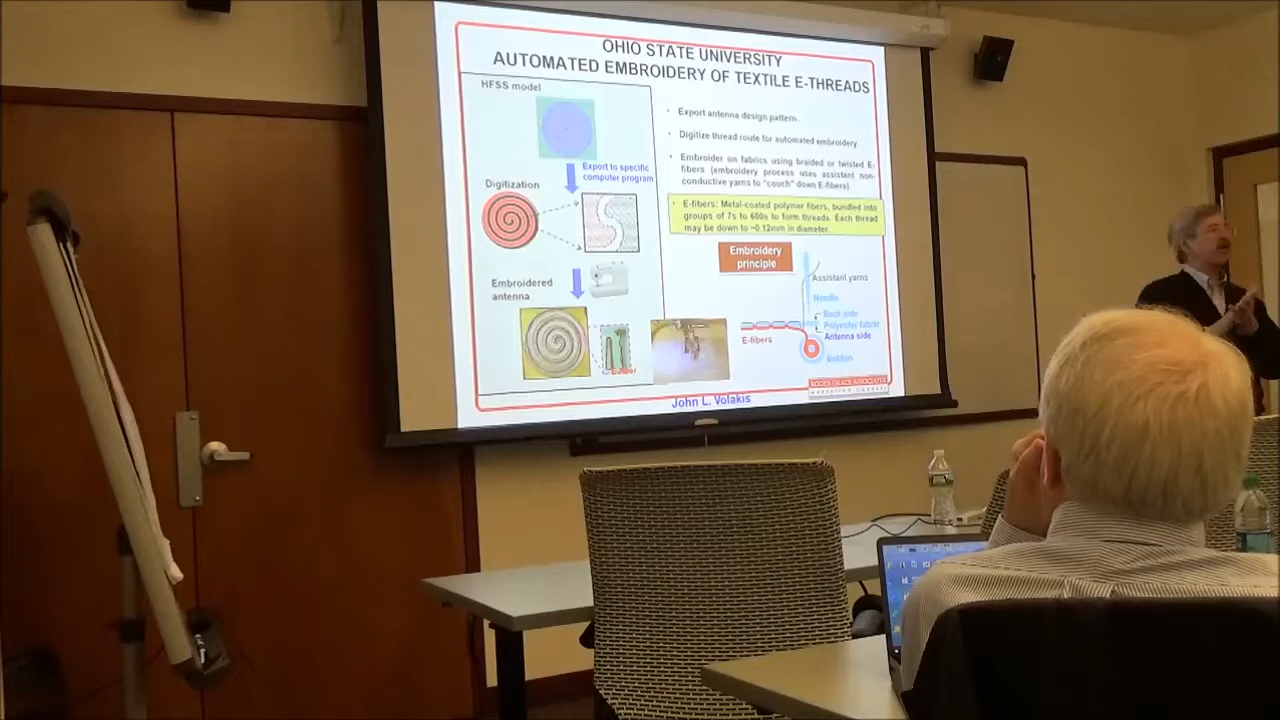 OHIO STATE UNIVERSITY
AUTOMATED EMBROIDERY OF TEXTILE E-THREADS
HFSS model
Export to specific
computer program
Digitization
Embroidered
antenna
E-fiber
• Export antenna design pattern.
• Digitize thread route for automated embroidery.
• Embroider on fabrics using braided or twisted E-
fibers (embroidery process uses assistant non-
conductive yarns to "couch" down E-fibers).
• E-fibers: Metal-coated polymer fibers, bundled into
groups of 7s to 600s to form threads. Each thread
may be down to ~0.12mm in diameter.
Embroidery
principle
Assistant yarns
Needle
Back side
Polyester fabric
Antenna side
E-fibers
Bobbin
John L. Volakis